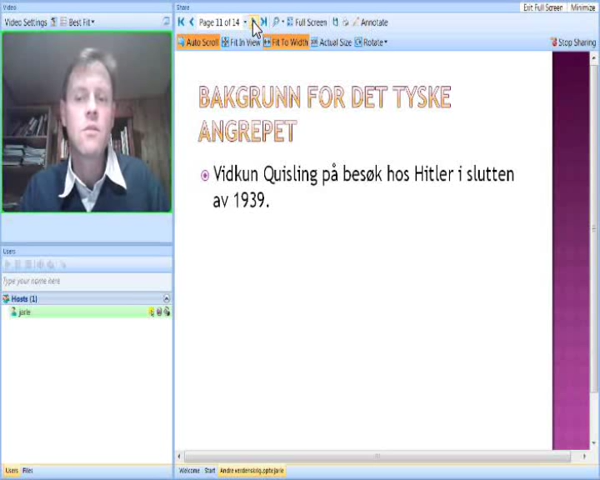 Video
Share
Exit Full Screen
Minimize
Video Settings
Best Fit
Page 11 of 14
Full Screen
Annotate
Auto Scroll
Fit In View
Fit To Width
Actual Size
Rotate
Stop Sharing
BAKGRUNN FOR DET TYSKE
ANGREPET
Vidkun Quisling på besøk hos Hitler i slutten
av 1939.
Users
Type your name here
Hosts (1)
jarle
Users
Files
Welcome
Start
Andre verdenskrig.pptx-jarle